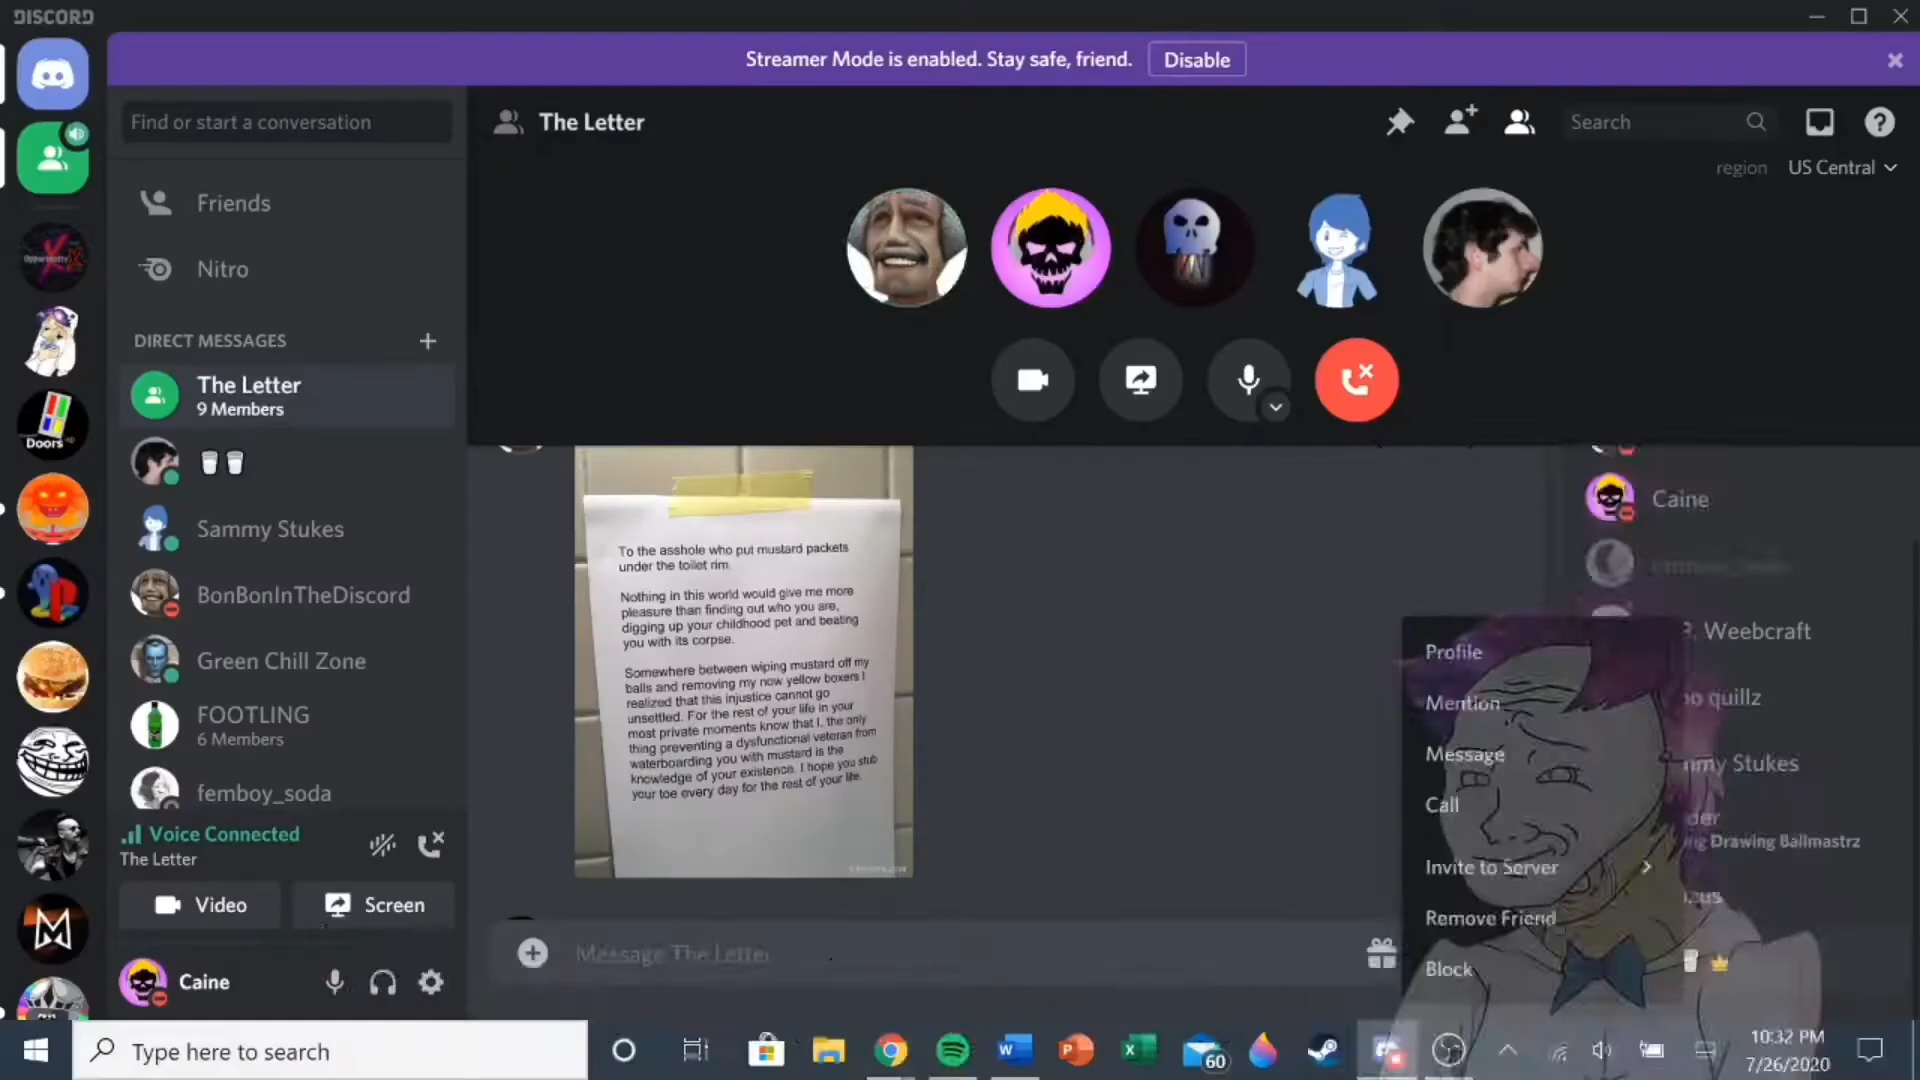 DISCORD
Streamer Mode is enabled. Stay safe, friend.
Disable
Find or start a conversation
The Letter
Search
region
US Central
Friends
Nitro
DIRECT MESSAGES
The Letter
9 Members
Sammy Stukes
BonBonInTheDiscord
Green Chill Zone
FOOTLING
6 Members
femboy_soda
Voice Connected
The Letter
Video
Screen
Caine
Doors
To the asshole who put mustard packets
under the toilet rim.
Nothing in this world would give me more
pleasure than finding out who you are,
digging up your childhood pet and beating
you with its corpse.
Somewhere between wiping mustard off my
balls and removing my now yellow boxers I
realized that this injustice cannot go
unsettled. For the rest of your life in your
most private moments know that I, the only
thing preventing a dysfunctional veteran from
waterboarding you with mustard is the
knowledge of your existence. I hope you stub
your toe every day for the rest of your life.
Message The Letter
Caine
Weebcraft
quillz
Stukes
Drawing Ballmastrz
Profile
Mention
Message
Call
Invite to Server
Remove Friend
Block
Type here to search
60
10:32 PM
7/26/2020